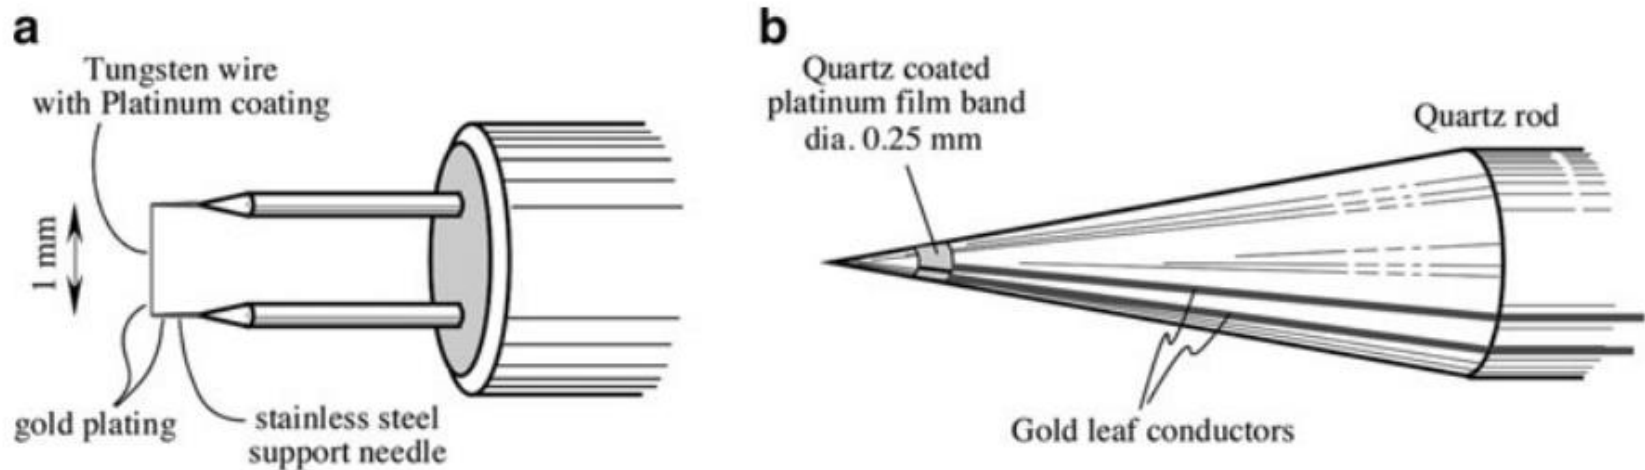 a
Tungsten wire
with Platinum coating
1 mm
gold plating
stainless steel
support needle
b
Quartz coated
platinum film band
dia. 0.25 mm
Quartz rod
Gold leaf conductors